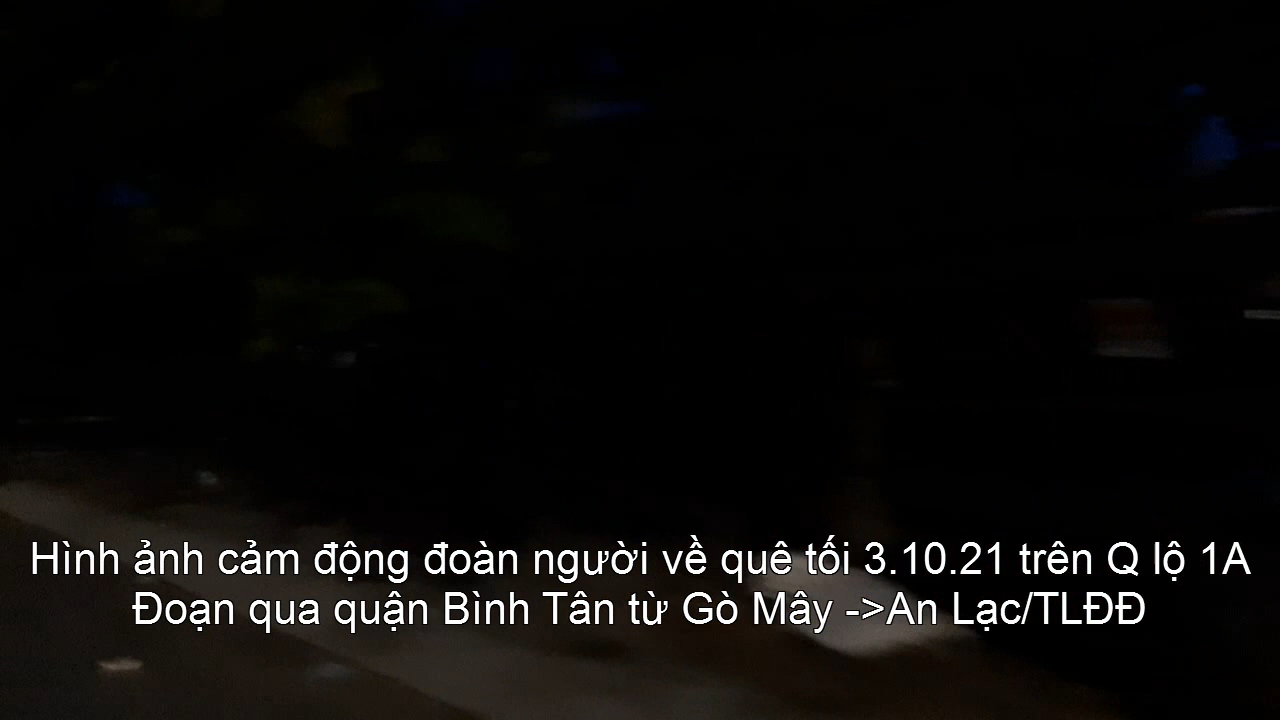 Hình ảnh cảm động đoàn người về quê tối 3.10.21 trên Q lộ 1A
Đoạn qua quận Bình Tân từ Gò Mây ->An Lạc/TLĐĐ